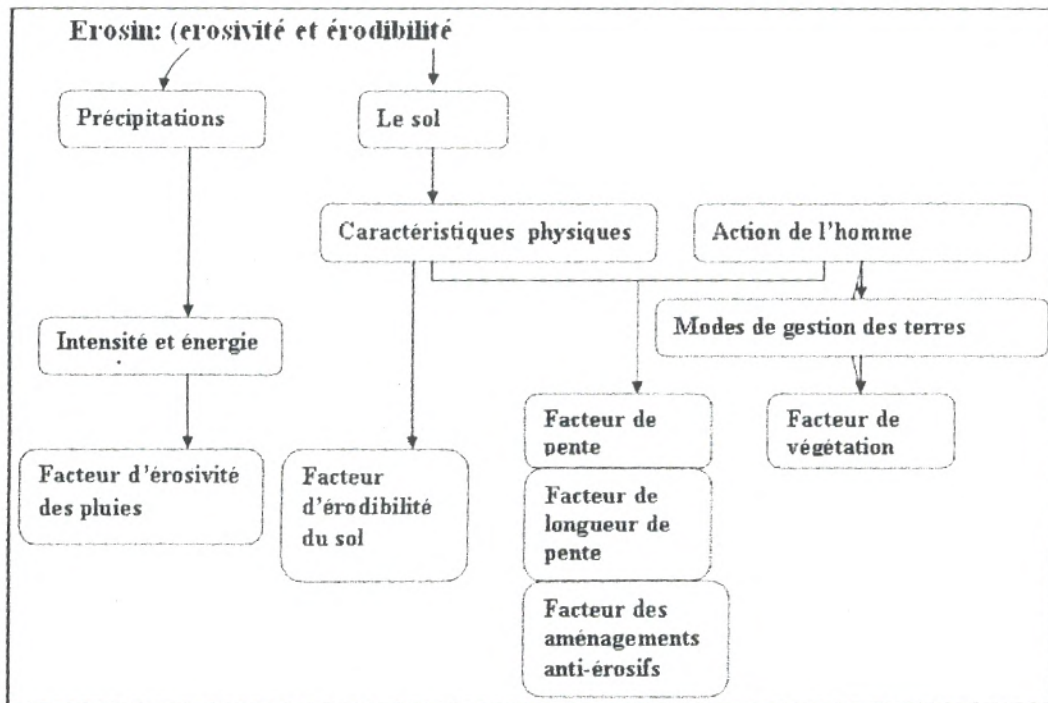 Erosin: (erosivité et érodibilité
Précipitations
Le sol
Caractéristiques physiques
Action de l'homme
Modes de gestion des terres
Intensité et énergie
Facteur de
pente
Facteur de
végétation
Facteur d'érosivité
des pluies
Facteur
d'érodibilité
du sol
Facteur de
longueur de
pente
Facteur des
aménagements
anti-érosifs